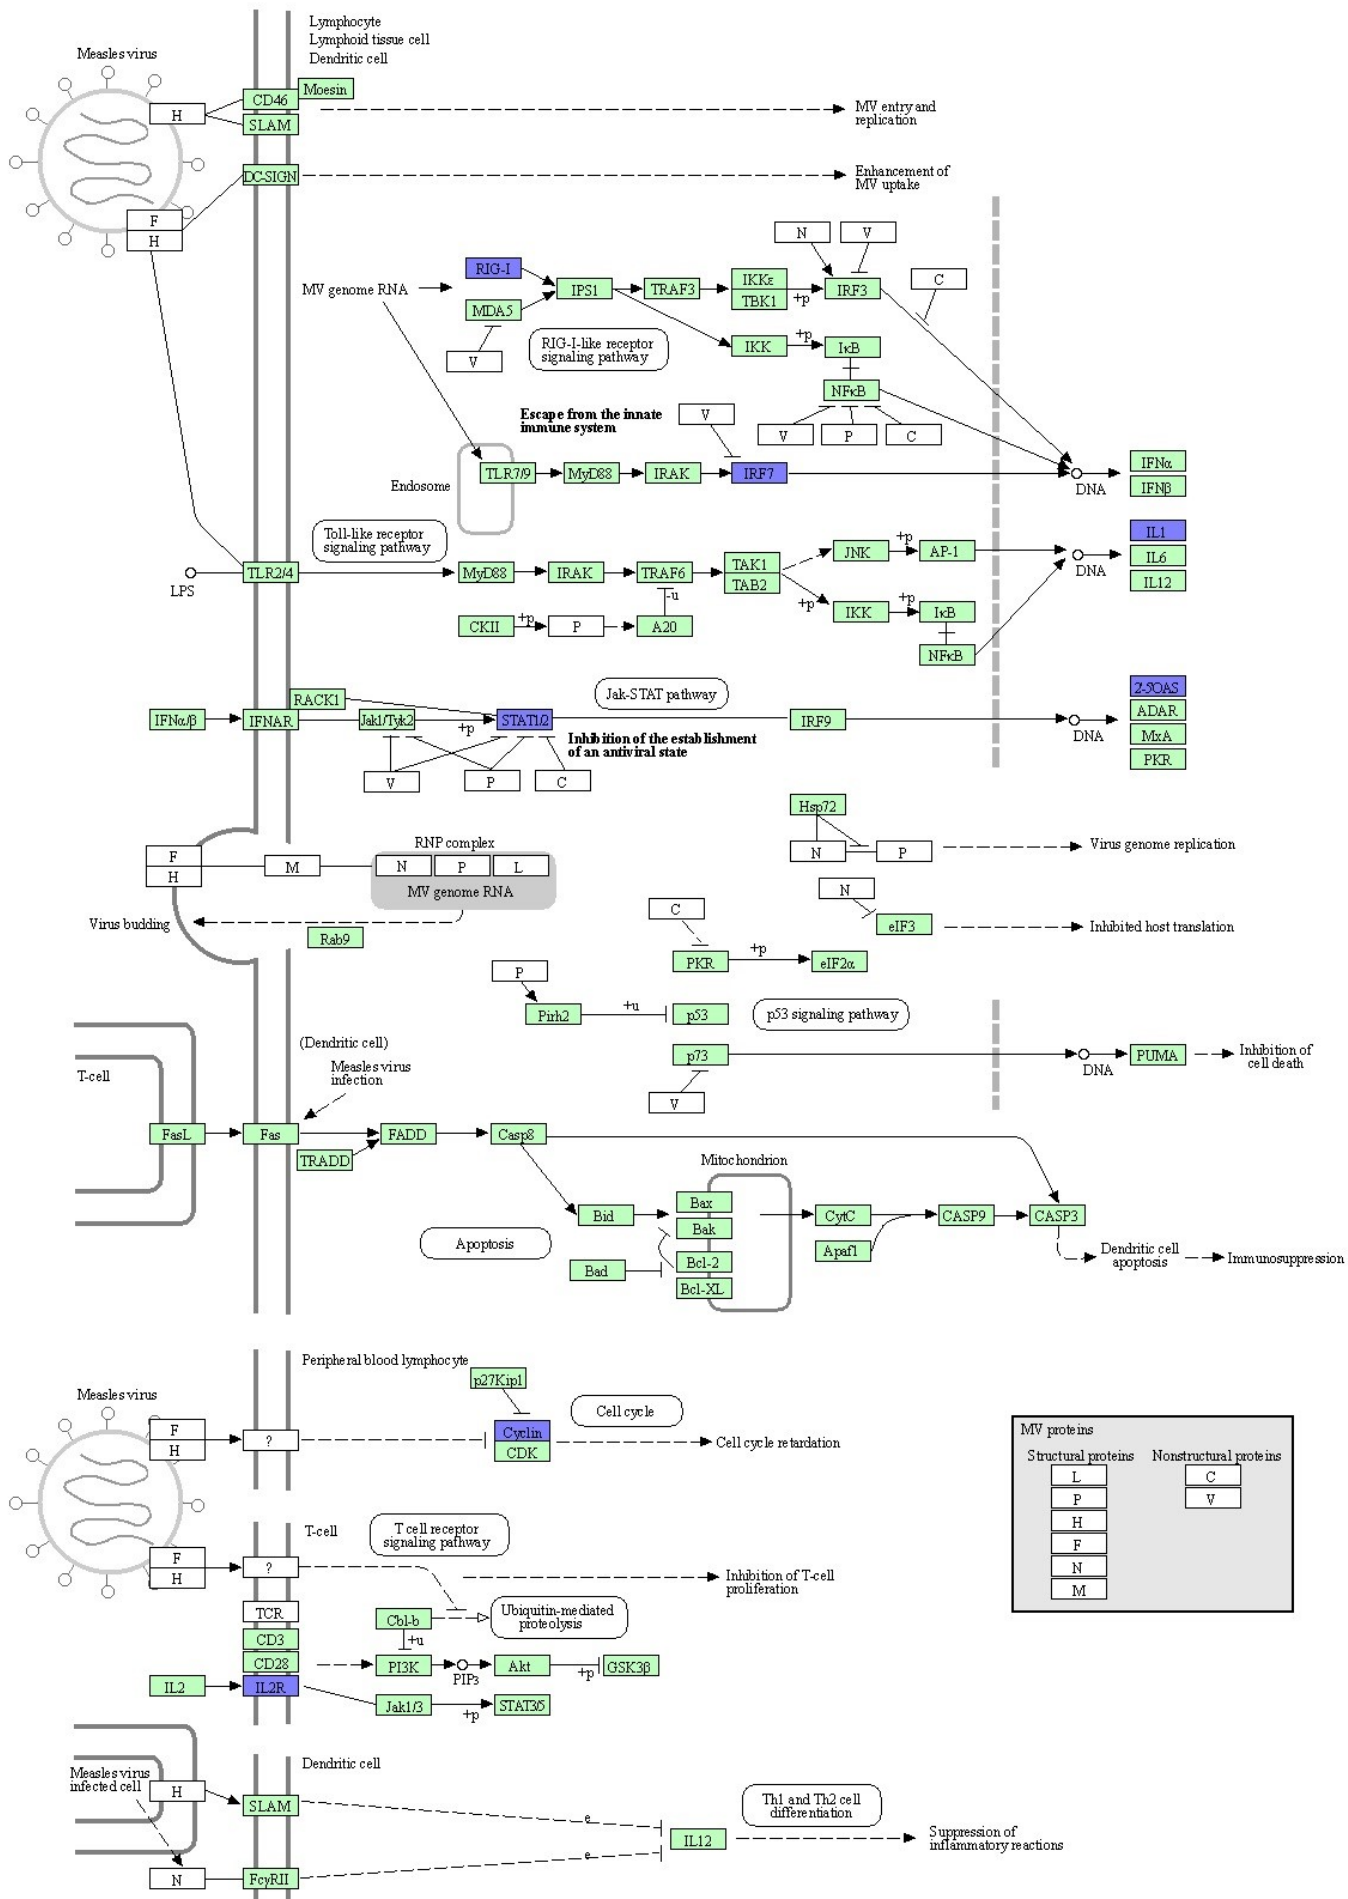 Lymphocyte
Lymphoid tissue cell
Dendritic cell
Measles virus
Moesin
CD46
H
SLAM
MV entry and
replication
DC-SIGN
Enhancement of
MV uptake
F
H
N
V
RIG-I
C
MV genome RNA
IPS1
TRAF3
IKKε
TBK1
+p
IRF3
MDA5
V
RIG-I-like receptor
signaling pathway
IKK
+p
IκB
NFκB
Escape from the innate
immune system
V
V
P
C
Endosome
TLR7/9
MyD88
IRAK
IRF7
DNA
IFNα
IFNβ
Toll-like receptor
signaling pathway
LPS
TLR2/4
MyD88
IRAK
TRAF6
TAK1
TAB2
JNK
+p
AP-1
DNA
IL1
IL6
IL12
-u
+p
IKK
+p
IκB
CKII
+p
P
A20
NFκB
RACK1
Jak-STAT pathway
IFNα/β
IFNAR
Jak1/Tyk2
+p
STAT1/2
IRF9
DNA
2'-5'OAS
ADAR
MxA
PKR
Inhibition of the establishment
of an antiviral state
V
P
C
Hsp72
N
P
Virus genome replication
RNP complex
F
H
M
N
P
L
MV genome RNA
N
eIF3
Inhibited host translation
Virus budding
Rab9
C
PKR
+p
eIF2α
P
Pirh2
+u
p53
p53 signaling pathway
p73
DNA
PUMA
Inhibition of
cell death
V
T-cell
(Dendritic cell)
Measles virus
infection
FasL
Fas
FADD
Casp8
TRADD
Mitochondrion
Bid
Bax
Bak
CytC
CASP9
CASP3
Apoptosis
Bad
Bcl-2
Bcl-XL
Apaf1
Dendritic cell
apoptosis
Immunosuppression
Peripheral blood lymphocyte
p27Kip1
Measles virus
F
H
?
Cyclin
CDK
Cell cycle
Cell cycle retardation
MV proteins
Structural proteins
Nonstructural proteins
L
C
P
V
H
F
N
M
T-cell
T cell receptor
signaling pathway
F
H
?
Inhibition of T-cell
proliferation
TCR
CD3
CD28
Cbl-b
Ubiquitin-mediated
proteolysis
+u
PI3K
PIP3
Akt
+p
GSK3β
IL2
IL2R
Jak1/3
+p
STAT3/5
Dendritic cell
Measles virus
infected cell
H
SLAM
e
Th1 and Th2 cell
differentiation
IL12
Suppression of
inflammatory reactions
N
FcγRII
e